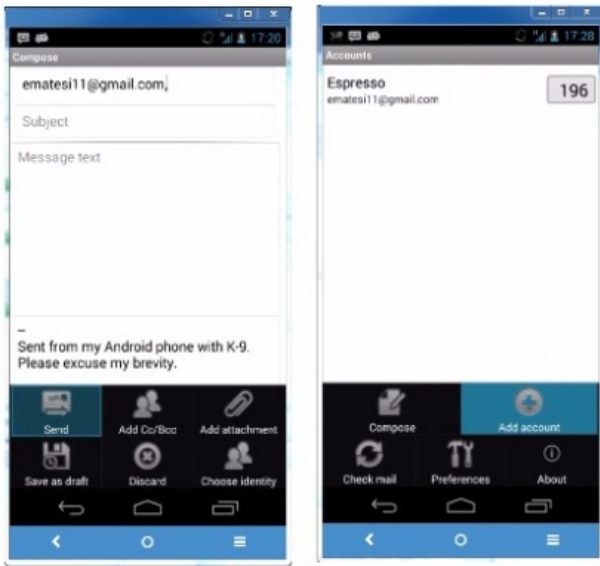 17:20
Compose
ematesi11@gmail.com,
Subject
Message text
–
Sent from my Android phone with K-9.
Please excuse my brevity.
Send Add Cc/Bcc Add attachment
Save as draft Discard Choose identity
17:28
Accounts
Espresso
ematesi11@gmail.com
196
Compose Add account
Check mail Preferences About